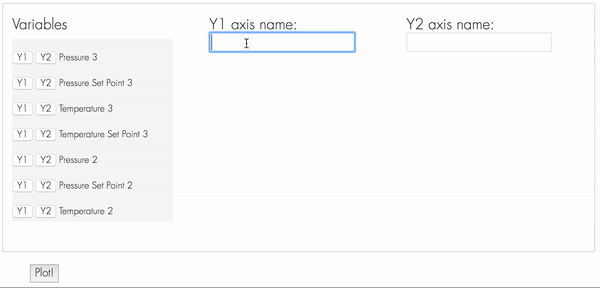 Variables
Y1 axis name:
Y2 axis name:
Y1 Y2 Pressure 3
Y1 Y2 Pressure Set Point 3
Y1 Y2 Temperature 3
Y1 Y2 Temperature Set Point 3
Y1 Y2 Pressure 2
Y1 Y2 Pressure Set Point 2
Y1 Y2 Temperature 2
Plot!